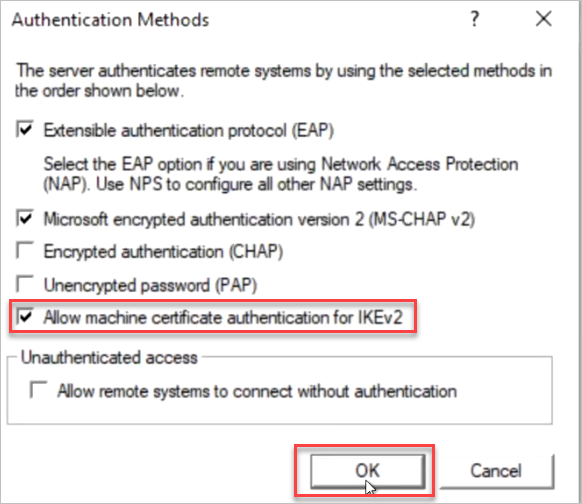 Authentication Methods
The server authenticates remote systems by using the selected methods in
the order shown below.
Extensible authentication protocol (EAP)
Select the EAP option if you are using Network Access Protection
(NAP). Use NPS to configure all other NAP settings.
Microsoft encrypted authentication version 2 (MS-CHAP v2)
Encrypted authentication (CHAP)
Unencrypted password (PAP)
Allow machine certificate authentication for IKEv2
Unauthenticated access
Allow remote systems to connect without authentication
OK
Cancel